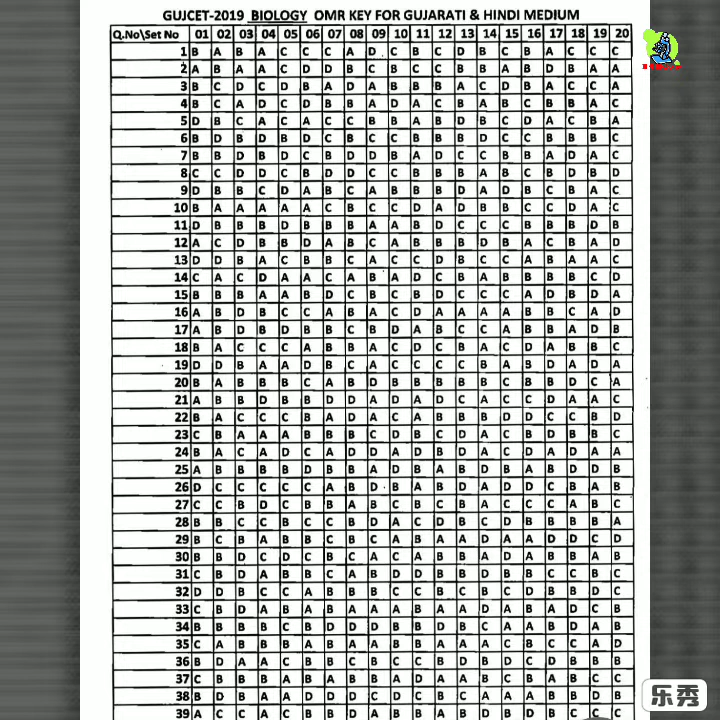 GUJCET-2019 BIOLOGY OMR KEY FOR GUJARATI & HINDI MEDIUM
Q.No\Set No 01 02 03 04 05 06 07 08 09 10 11 12 13 14 15 16 17 18 19 20
1 B A B A C C C A D C B C D B C B A C C C
2 A B A A C C D B C B C C B B A B D B A A
3 B C D C D B A D A B B B A C D B A C C A
4 B C A D C D B B A D A C B A B C B B A C
5 D B C A C A C C B B A B D B C D A C B A
6 B D B D B D C B C C B B B D C C B B B C
7 B B D B D C B D D B A D C C B B A D A C
8 C C D D C B D D C C B B B A B C B D B D
9 D B B C D A B C A B B B D A D B C B A C
10 B A A A A A C B C C D A D B B C C D A C
11 D B B B D B B B A A B D C C C B B B D B
12 A C D B B D A B C A B B B D B A C B A D
13 D D B A C B B C A C C D B C C A B A A C
14 C A C D A A C A B A D C B A B B B B C D
15 B B B A A B D C B C B D C C C A D B D A
16 A B D B C C A B A C D A A A A B B C A D
17 A B D B D B B C B D A B C C A B B A D B
18 B A C C C A B B A C D C B A C D A B B C
19 D D B A A D B C A C C C C B A B D A D A
20 B A B B B C A B D B B B B B C B B D C A
21 A B B D B B D D A D A D C A C C D A A C
22 B A C C C B A D A C A B B B D D C C B D
23 C B A A A B B B C D B C D A C B D B B C
24 B A C A D C A D D A D B D A C D A D A A
25 A B B B B D B B A D B A B D B A B D D B
26 D C C C C C A B D B A B D A D D C B A B
27 C C B D C B B A B C B C B A C C C A B C
28 B B C C B C C B D A C D B C D B B B B A
29 B C B A B B C B C A B A A D A A D D C D
30 B B D C D C B C A C A B B A D A B B A B
31 C B D A B B C A B D D B B D B B C C B C
32 D D B C C A B B B C C B C B C D B B D C
33 C B D A B A B A A A B A A D A B A D C B
34 B B B C B D D D D B B D B C A A B D A B
35 C A B B B A B A A B B A A A C B C C A D
36 B D A A C B B C B C C B D B D C D B B B
37 C B B B A B A B B A D A A B C B A B C C
38 B D B A A D D D C D C B C A A A B B D B
39 A C C A C B B D A B B A B B D B B C C C
乐秀